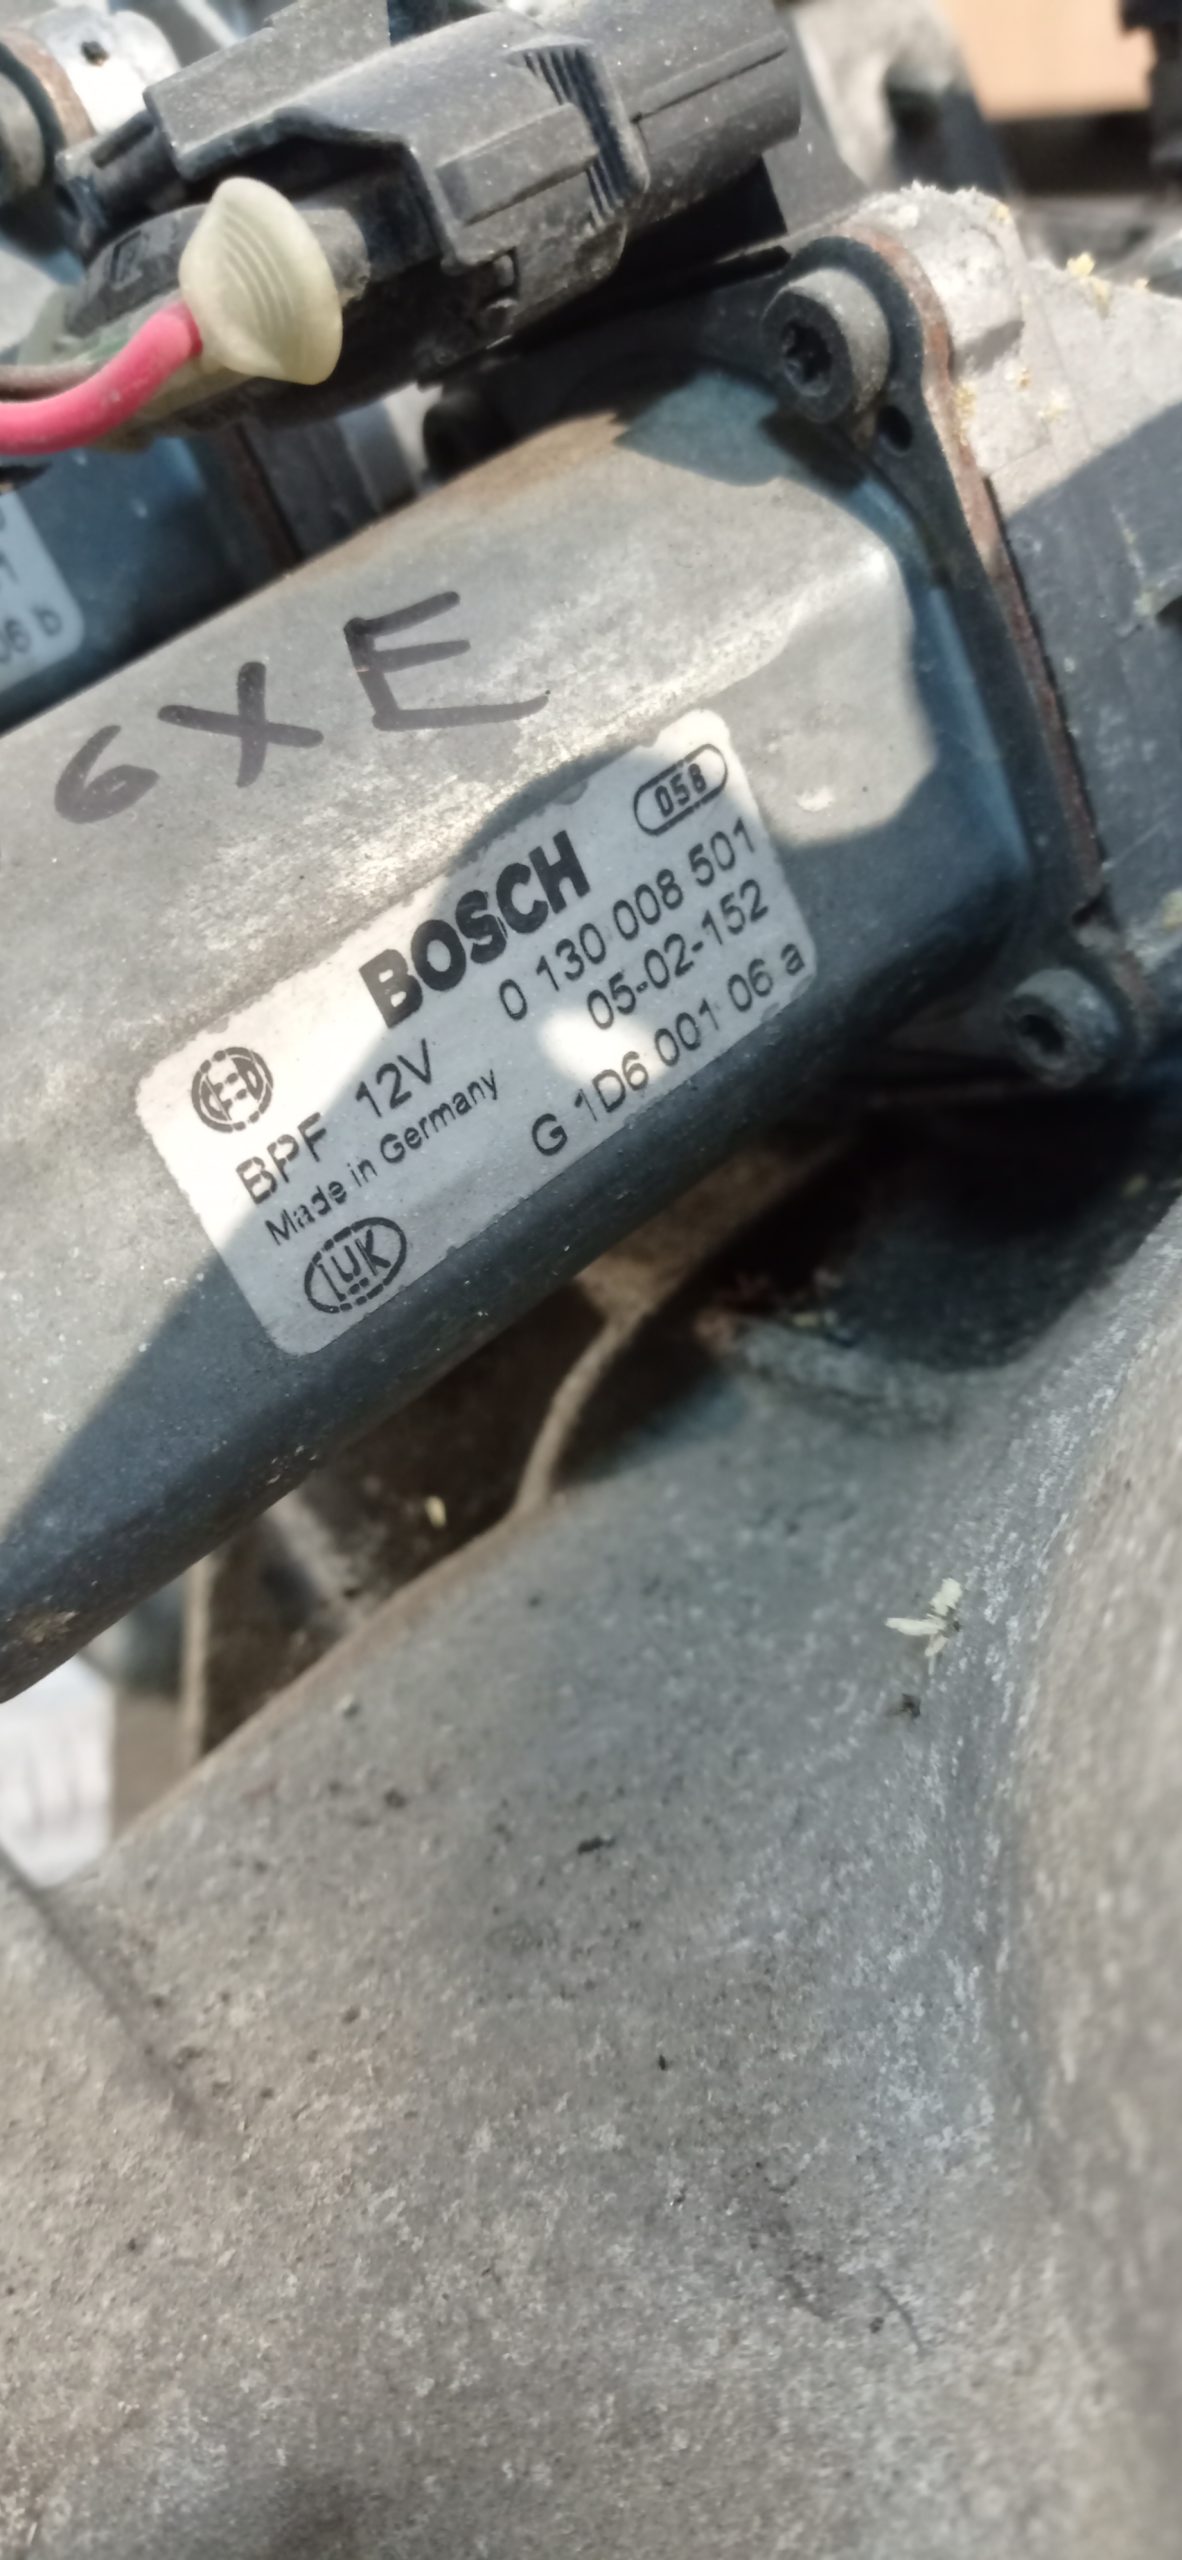 6XE
058
BOSCH
0 130 008 501
BPF 12V
05-02-152
Made in Germany
G 1D6 001 06 a
LUK
06 b